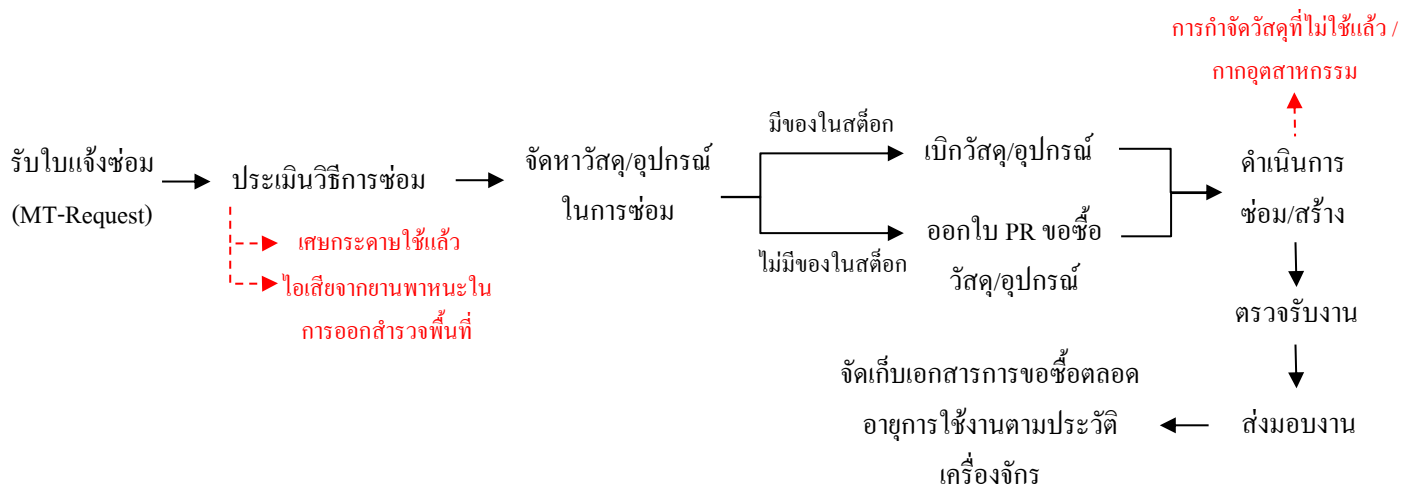 การกำจัดวัสดุที่ไม่ใช้แล้ว /
กากอุตสาหกรรม
รับใบแจ้งซ่อม
(MT-Request)
ประเมินวิธีการซ่อม
เศษกระดาษใช้แล้ว
ไอเสียจากยานพาหนะใน
การออกสำรวจพื้นที่
จัดหาวัสดุ/อุปกรณ์
ในการซ่อม
มีของในสต็อก
ไม่มีของในสต็อก
เบิกวัสดุ/อุปกรณ์
ออกใบ PR ขอซื้อ
วัสดุ/อุปกรณ์
ดำเนินการ
ซ่อม/สร้าง
ตรวจรับงาน
ส่งมอบงาน
จัดเก็บเอกสารการขอซื้อตลอด
อายุการใช้งานตามประวัติ
เครื่องจักร